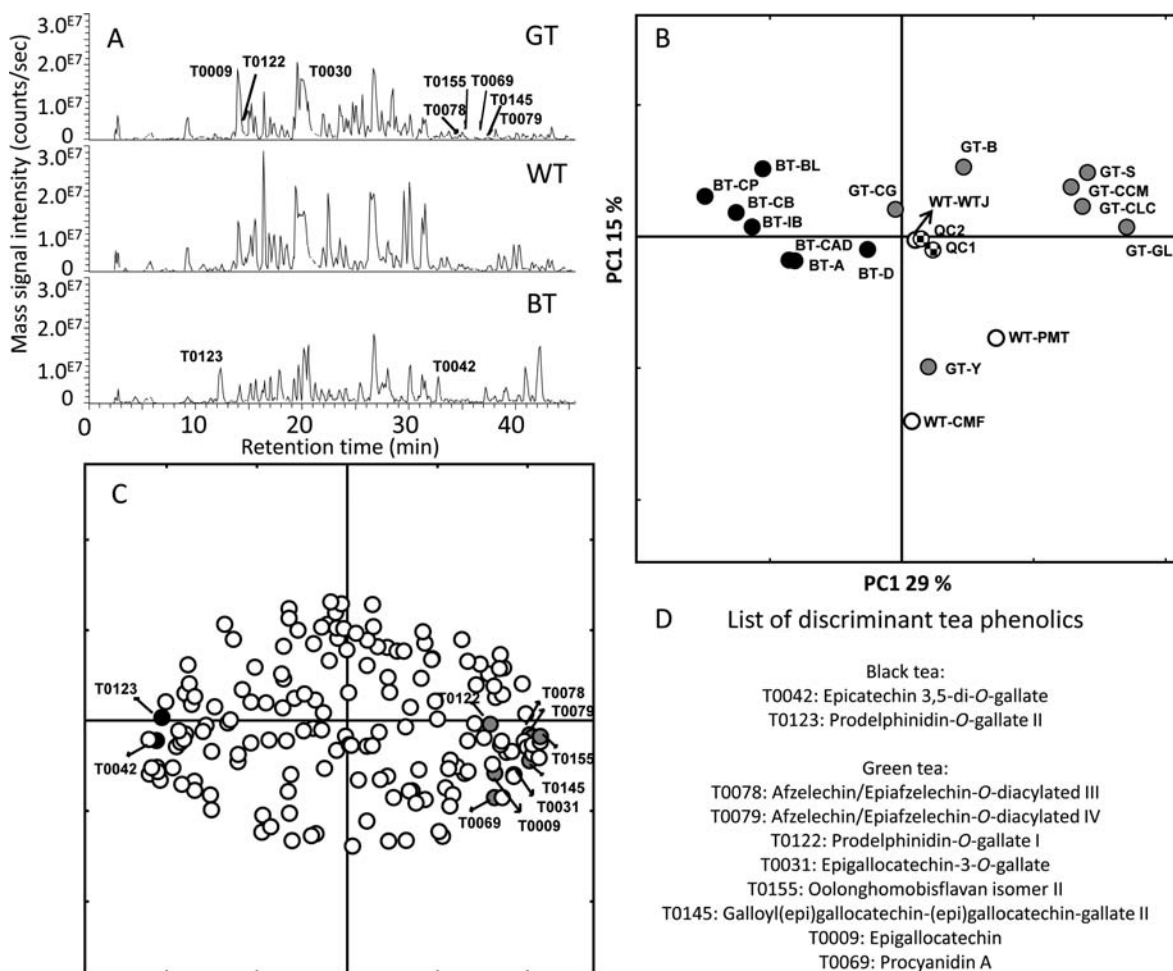 A
GT
3.0E7
2.0E7
1.0E7
0
T0009
T0122
T0030
T0155
T0069
T0078
T0145
T0079
WT
3.0E7
2.0E7
1.0E7
0
BT
3.0E7
2.0E7
1.0E7
0
T0123
T0042
Mass signal intensity (counts/sec)
0 10 20 30 40
Retention time (min)
B
GT-B
GT-S
BT-BL
GT-CCM
BT-CP
GT-CG
WT-WTJ
GT-CLC
BT-CB
BT-IB
QC2
BT-CAD
QC1
GT-GL
BT-A
BT-D
WT-PMT
GT-Y
WT-CMF
PC1 15 %
PC1 29 %
C
T0123
T0122
T0078
T0079
T0042
T0155
T0145
T0031
T0069
T0009
D List of discriminant tea phenolics
Black tea:
T0042: Epicatechin 3,5-di-O-gallate
T0123: Prodelphinidin-O-gallate II
Green tea:
T0078: Afzelechin/Epiafzelechin-O-diacylated III
T0079: Afzelechin/Epiafzelechin-O-diacylated IV
T0122: Prodelphinidin-O-gallate I
T0031: Epigallocatechin-3-O-gallate
T0155: Oolonghomobisflavan isomer II
T0145: Galloyl(epi)gallocatechin-(epi)gallocatechin-gallate II
T0009: Epigallocatechin
T0069: Procyanidin A